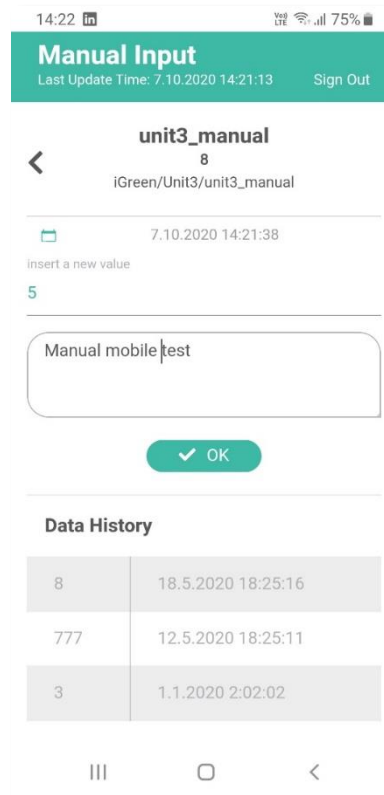 14:22 in Vo) LTE 75%
Manual Input
Last Update Time: 7.10.2020 14:21:13 Sign Out
unit3_manual
8
iGreen/Unit3/unit3_manual
7.10.2020 14:21:38
insert a new value
5
Manual mobile test
OK
Data History
8 18.5.2020 18:25:16
777 12.5.2020 18:25:11
3 1.1.2020 2:02:02